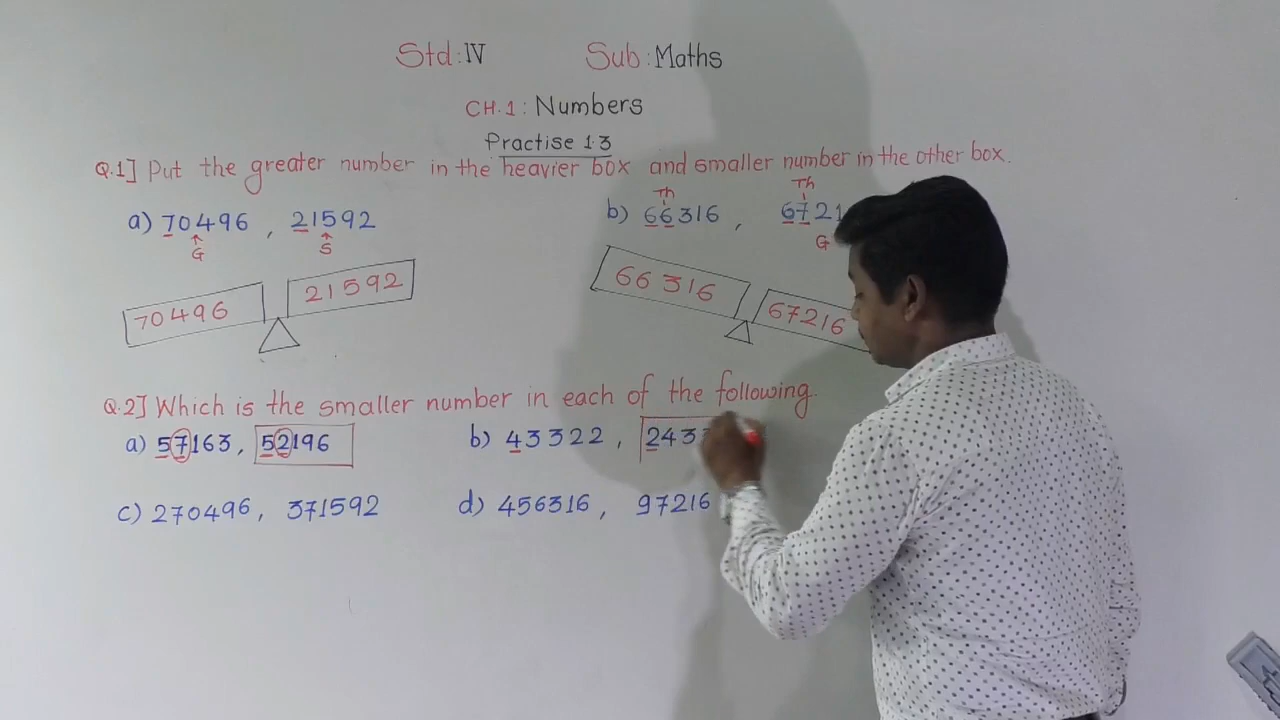 Std:IV Sub:Maths
CH.1: Numbers
Practise 1.3
Q.1] Put the greater number in the heavier box and smaller number in the other box.
Th Th
a) 70496, 21592 b) 66316,
G S G
70496 21592 66316 67216
Q.2] Which is the smaller number in each of the following.
a) 57163, 52196 b) 43322,
c) 270496, 371592 d) 456316, 97216